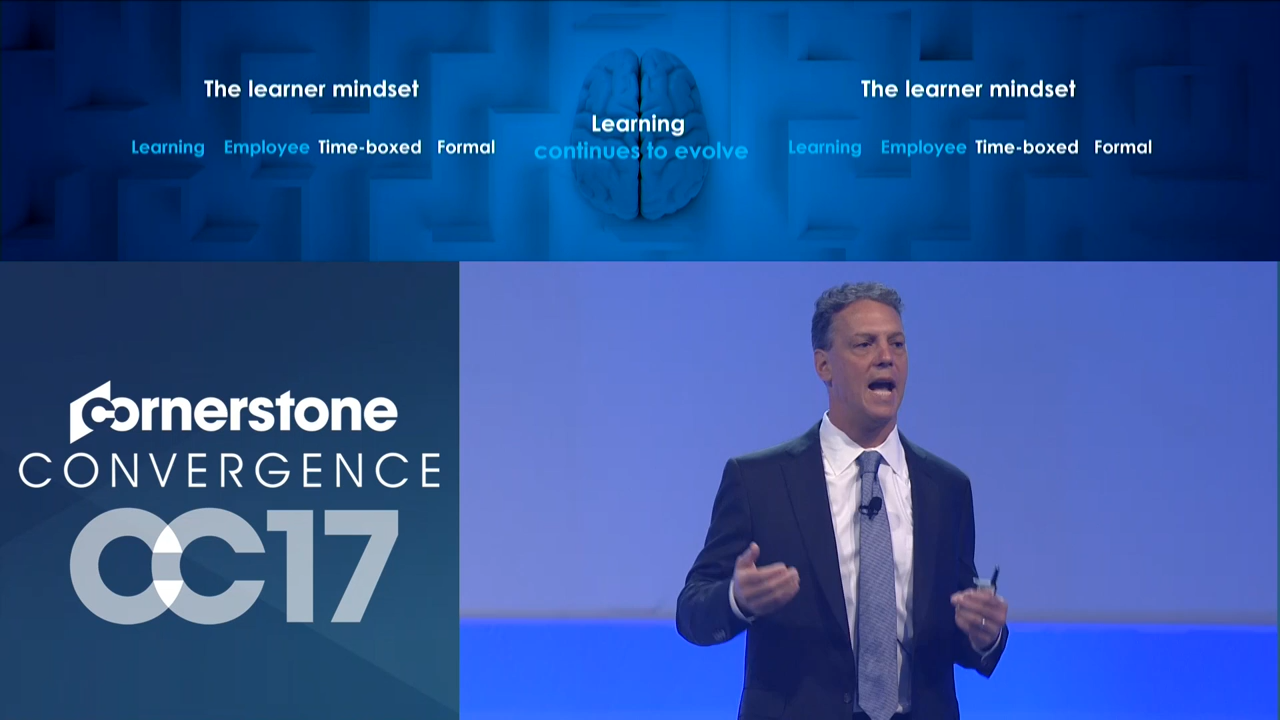 The learner mindset
Learning Employee Time-boxed Formal
Learning
continues to evolve
The learner mindset
Learning Employee Time-boxed Formal
Cornerstone
CONVERGENCE
CC17